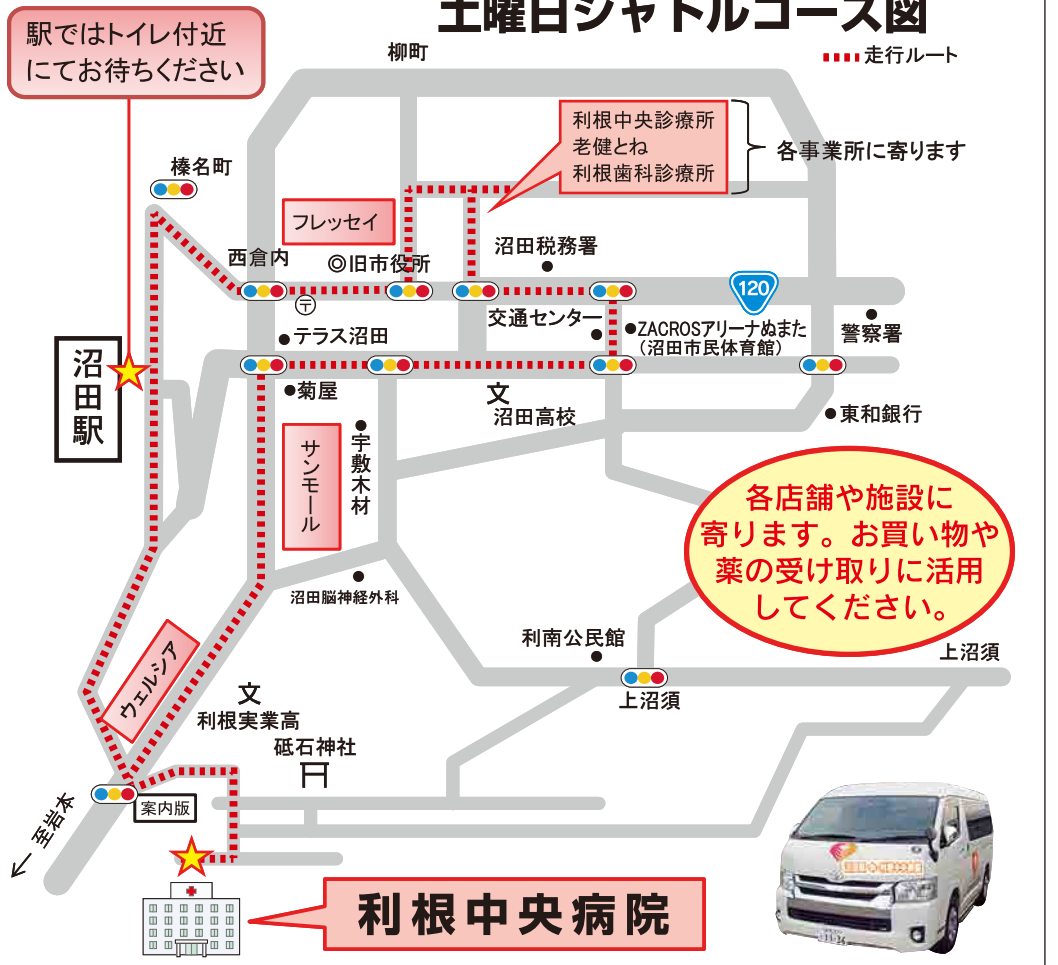 土曜日シャトルコース図
走行ルート
駅ではトイレ付近
にてお待ちください
柳町
利根中央診療所
老健とね
利根歯科診療所
各事業所に寄ります
榛名町
フレッセイ
西倉内
◎旧市役所
沼田税務署
〒
120
交通センター
ZACROSアリーナぬまた
(沼田市民体育館)
警察署
テラス沼田
沼田駅
菊屋
文
沼田高校
東和銀行
サンモール
宇敷木材
各店舗や施設に
寄ります。お買い物や
薬の受け取りに活用
してください。
沼田脳神経外科
利南公民館
上沼須
上沼須
ウェルシア
文
利根実業高
砥石神社
案内版
至岩本
利根中央病院